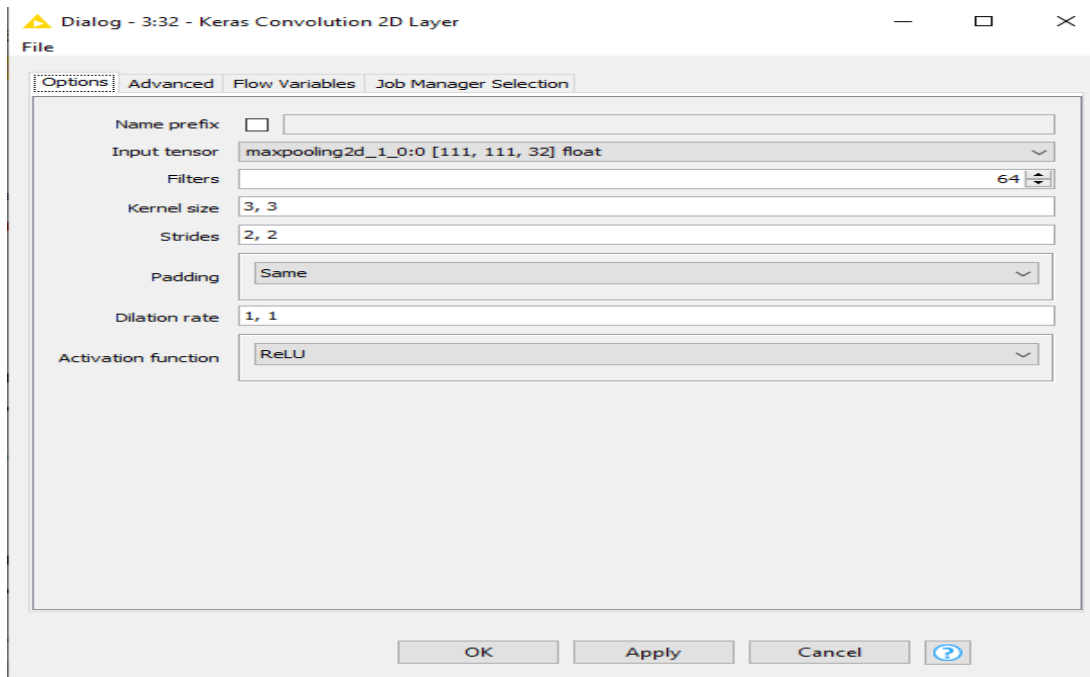 Dialog - 3:32 - Keras Convolution 2D Layer
File
Options Advanced Flow Variables Job Manager Selection
Name prefix
Input tensor maxpooling2d_1_0:0 [111, 111, 32] float
Filters 64
Kernel size 3, 3
Strides 2, 2
Padding Same
Dilation rate 1, 1
Activation function ReLU
OK Apply Cancel ?